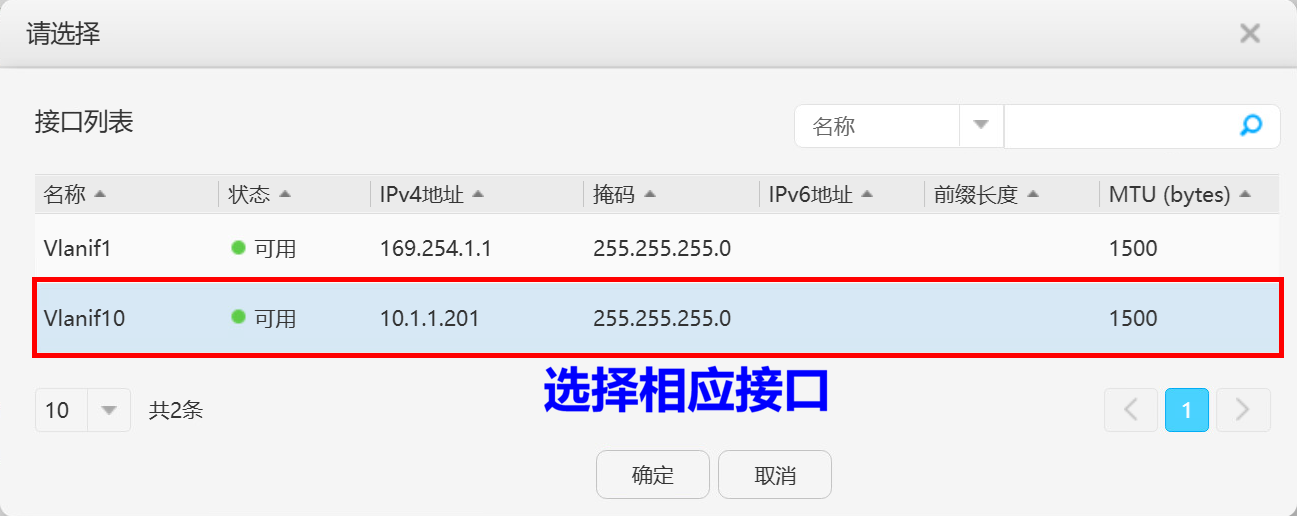 请选择
接口列表
名称
名称 状态 IPv4地址 掩码 IPv6地址 前缀长度 MTU (bytes)
Vlanif1 可用 169.254.1.1 255.255.255.0 1500
Vlanif10 可用 10.1.1.201 255.255.255.0 1500
选择相应接口
10 共2条 1
确定 取消